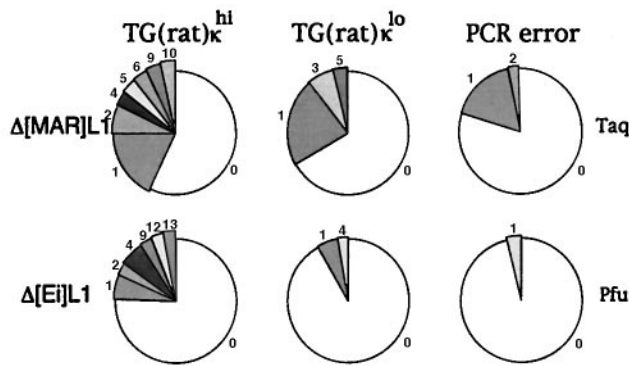 TG(rat)κhi TG(rat)κlo PCR error
Δ[MAR]L1 Taq
1 2 4 5 6 9 10 0
1 3 5 0
1 2 0
Δ[Ei]L1 Pfu
1 2 4 9 12 13 0
1 4 0
1 0